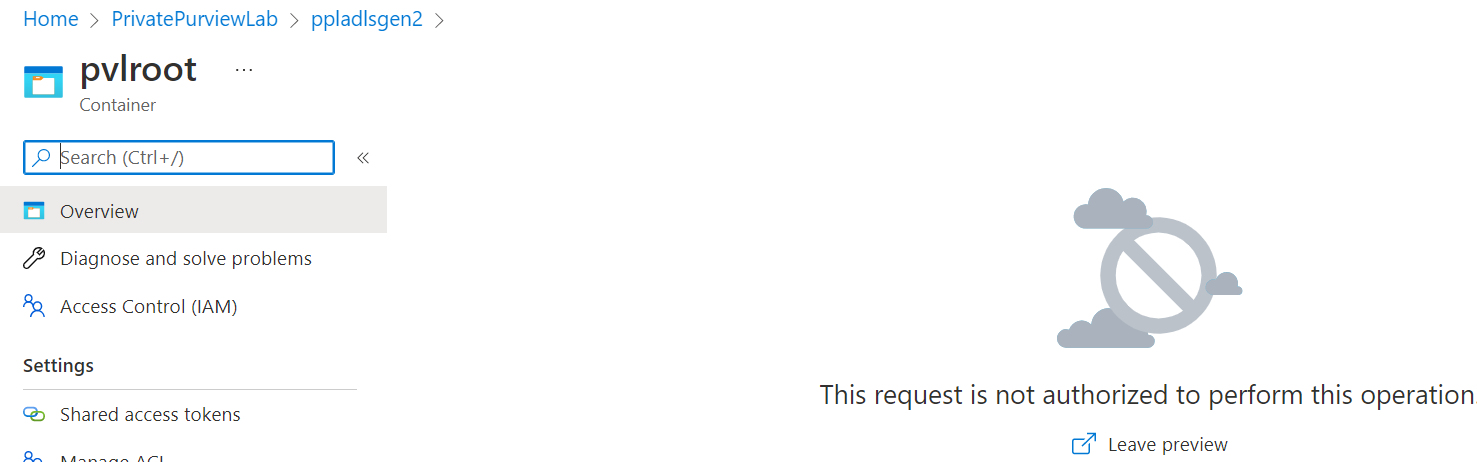 Home > PrivatePurviewLab > ppladlsgen2 >
pvlroot ...
Container
Search (Ctrl+/) «
Overview
Diagnose and solve problems
Access Control (IAM)
Settings
Shared access tokens
Manage ACL
This request is not authorized to perform this operation.
Leave preview